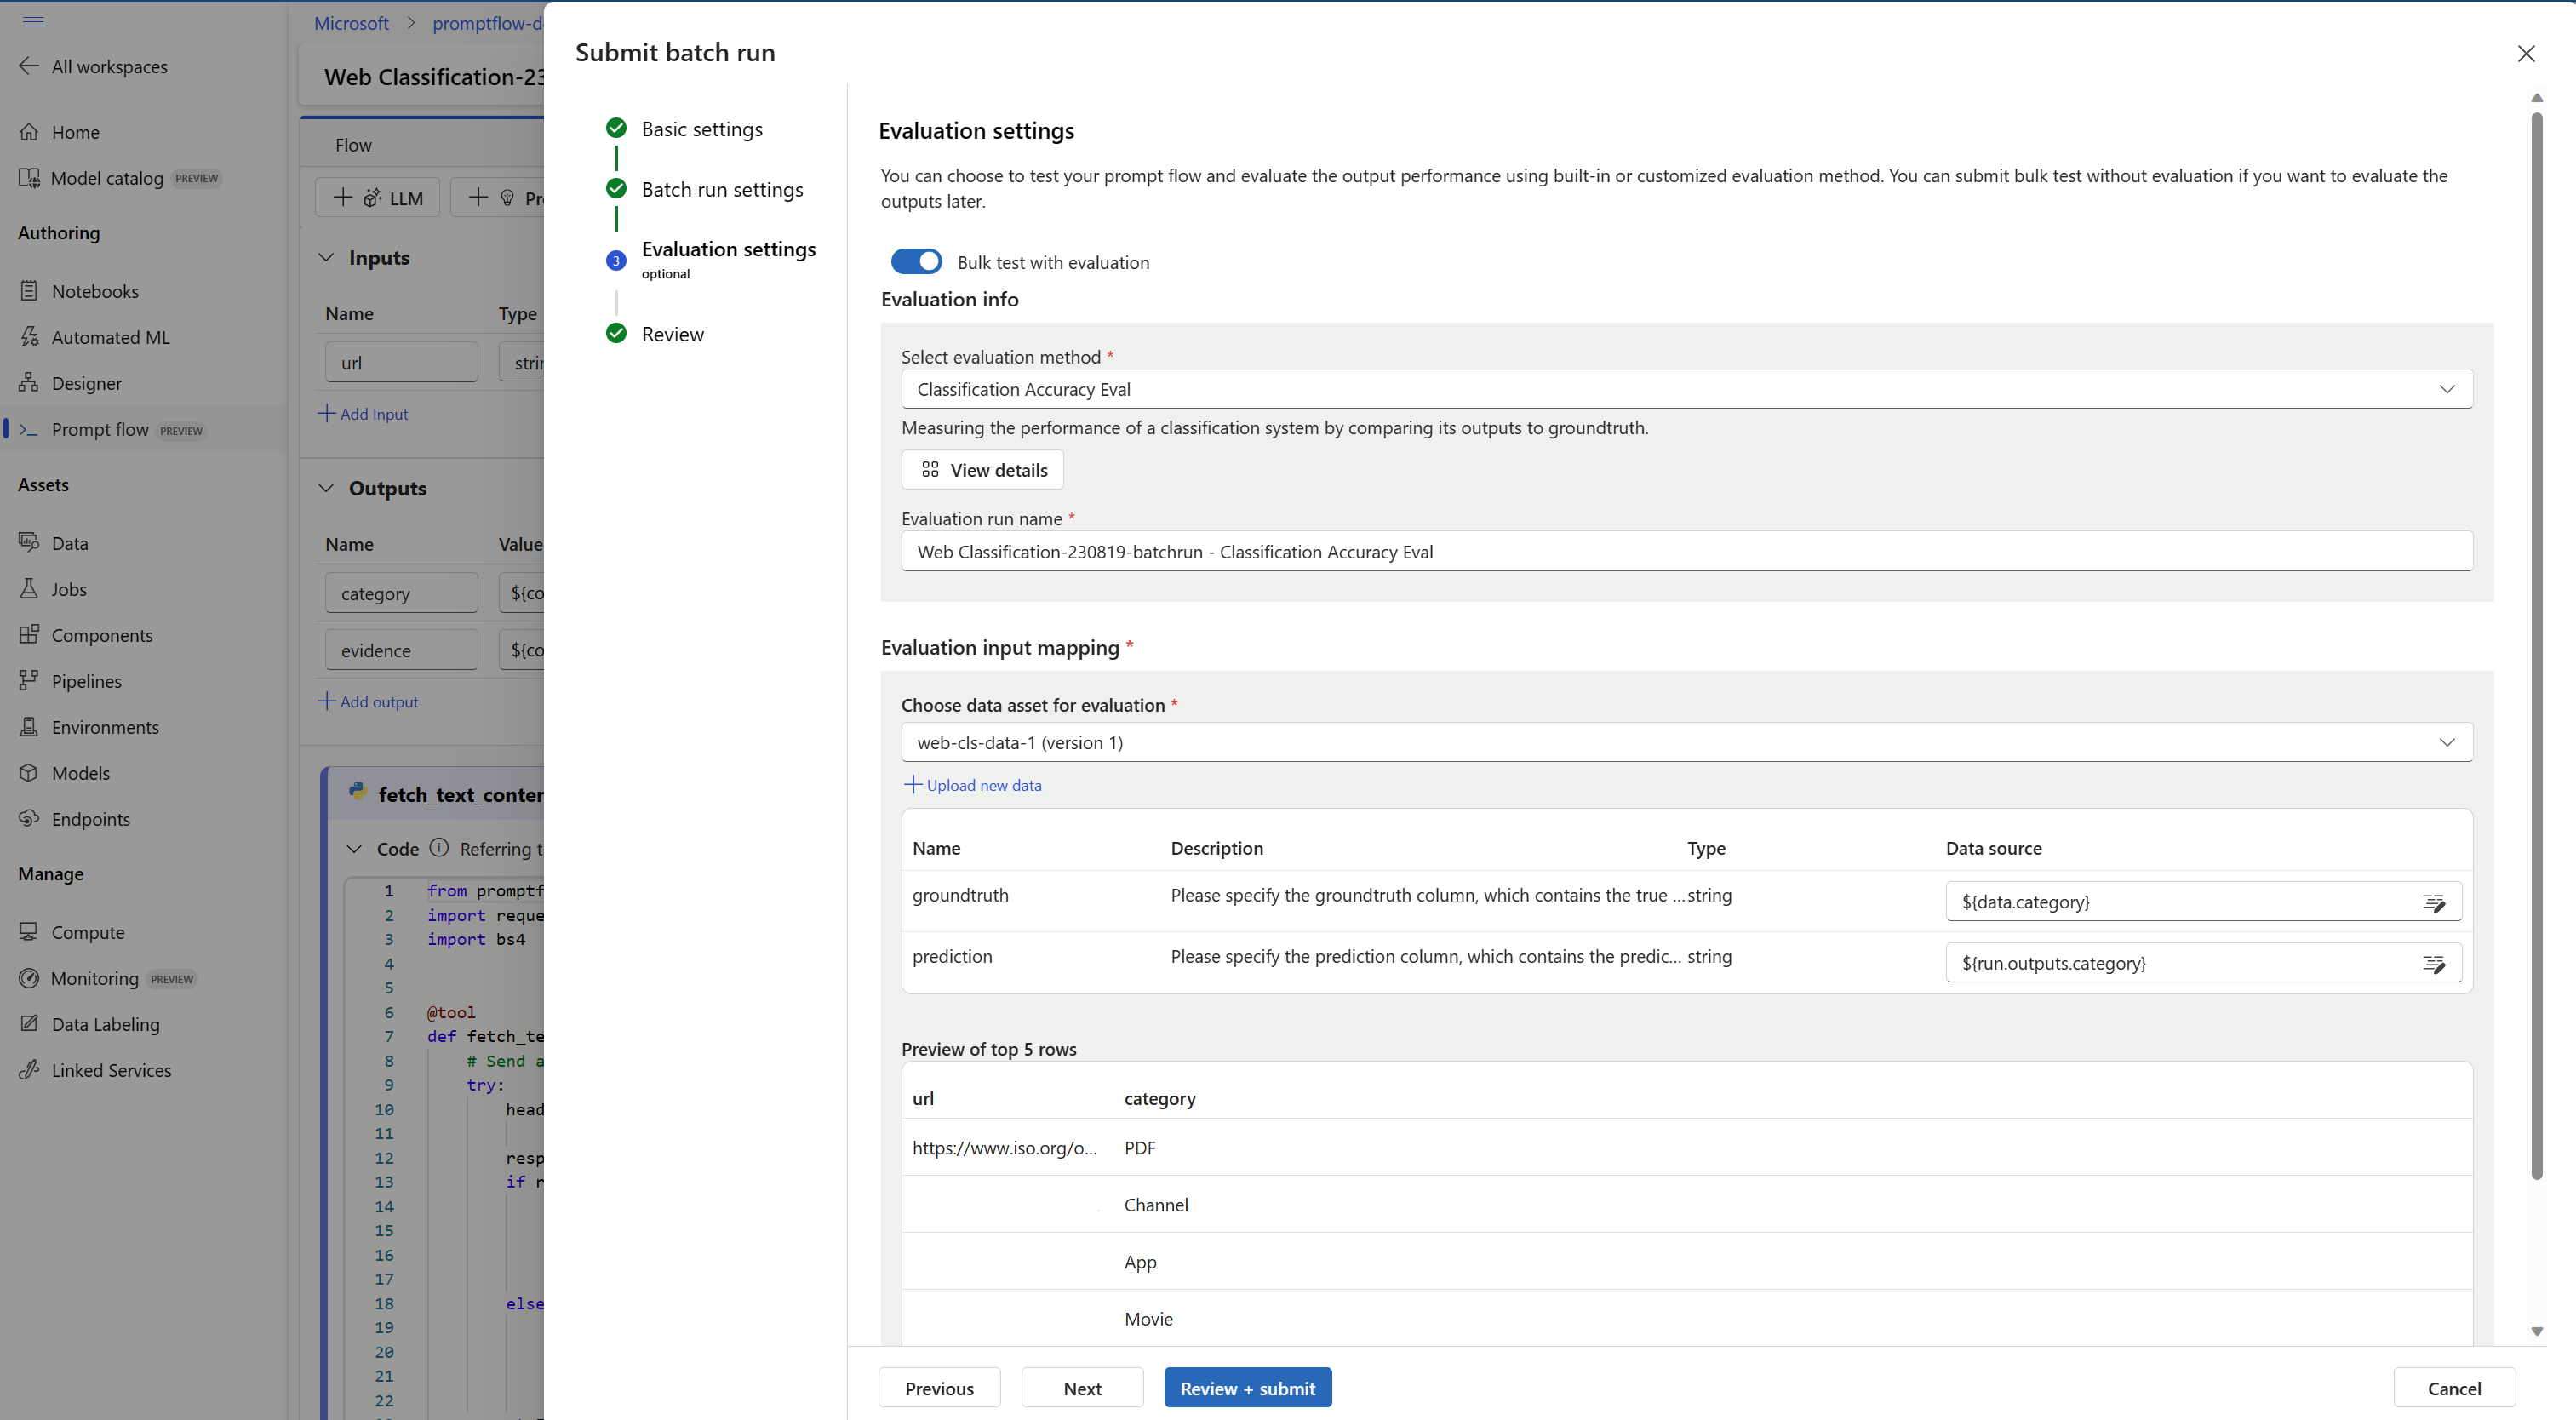 Microsoft > promptflow-d
All workspaces
Web Classification-23
Home
Model catalog PREVIEW
Authoring
Notebooks
Automated ML
Designer
Prompt flow PREVIEW
Assets
Data
Jobs
Components
Pipelines
Environments
Models
Endpoints
Manage
Compute
Monitoring PREVIEW
Data Labeling
Linked Services
Flow
LLM
Pr
Inputs
Name Type
url strin
Add Input
Outputs
Name Value
category ${co
evidence ${co
Add output
fetch_text_conten
Code Referring t
1 from promptf
2 import reque
3 import bs4
4
5
6 @tool
7 def fetch_te
8 # Send a
9 try:
10 head
11
12 resp
13 if r
14
15
16
17
18 else
19
20
21
22
Submit batch run
Basic settings
Batch run settings
3 Evaluation settings
optional
Review
Evaluation settings
You can choose to test your prompt flow and evaluate the output performance using built-in or customized evaluation method. You can submit bulk test without evaluation if you want to evaluate the
outputs later.
Bulk test with evaluation
Evaluation info
Select evaluation method *
Classification Accuracy Eval
Measuring the performance of a classification system by comparing its outputs to groundtruth.
View details
Evaluation run name *
Web Classification-230819-batchrun - Classification Accuracy Eval
Evaluation input mapping *
Choose data asset for evaluation *
web-cls-data-1 (version 1)
Upload new data
Name Description Type Data source
groundtruth Please specify the groundtruth column, which contains the true ... string ${data.category}
prediction Please specify the prediction column, which contains the predic... string ${run.outputs.category}
Preview of top 5 rows
url category
https://www.iso.org/o... PDF
Channel
App
Movie
Previous
Next
Review + submit
Cancel